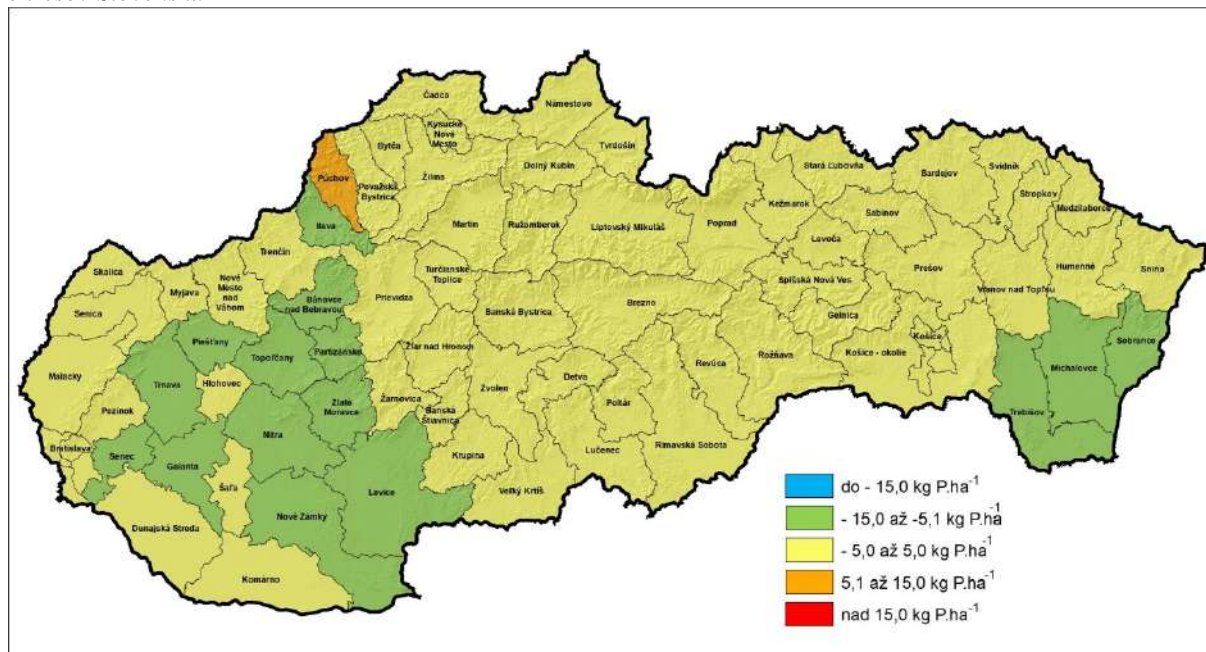 Čadca
Námestovo
Kysucké
Nové
Mesto
Bytča
Tvrdošín
Dolný Kubín
Stará Ľubovňa
Svidník
Bardejov
Stropkov
Púchov
Považská
Bystrica
Žilina
Medzilaborce
Kežmarok
Sabinov
Ilava
Martin
Ružomberok
Liptovský Mikuláš
Poprad
Levoča
Trenčín
Prešov
Humenné
Snina
Skalica
Turčianske
Teplice
Spišská Nová Ves
Myjava
Nové
Mesto
nad
Váhom
Bánovce
nad Bebravou
Prievidza
Vranov nad Topľou
Senica
Brezno
Banská Bystrica
Gelnica
Piešťany
Topoľčany
Partizánske
Žiar nad Hronom
Košice
Sobrance
Malacky
Trnava
Hlohovec
Zlaté
Moravce
Žarnovica
Zvolen
Detva
Revúca
Rožňava
Košice - okolie
Michalovce
Pezinok
Banská
Štiavnica
Poltár
Trebišov
Bratislava
Senec
Nitra
Galanta
Krupina
Lučenec
Rimavská Sobota
Šaľa
Levice
Veľký Krtíš
Nové Zámky
Dunajská Streda
Komárno
do - 15,0 kg P.ha-1
- 15,0 až -5,1 kg P.ha-1
- 5,0 až 5,0 kg P.ha-1
5,1 až 15,0 kg P.ha-1
nad 15,0 kg P.ha-1